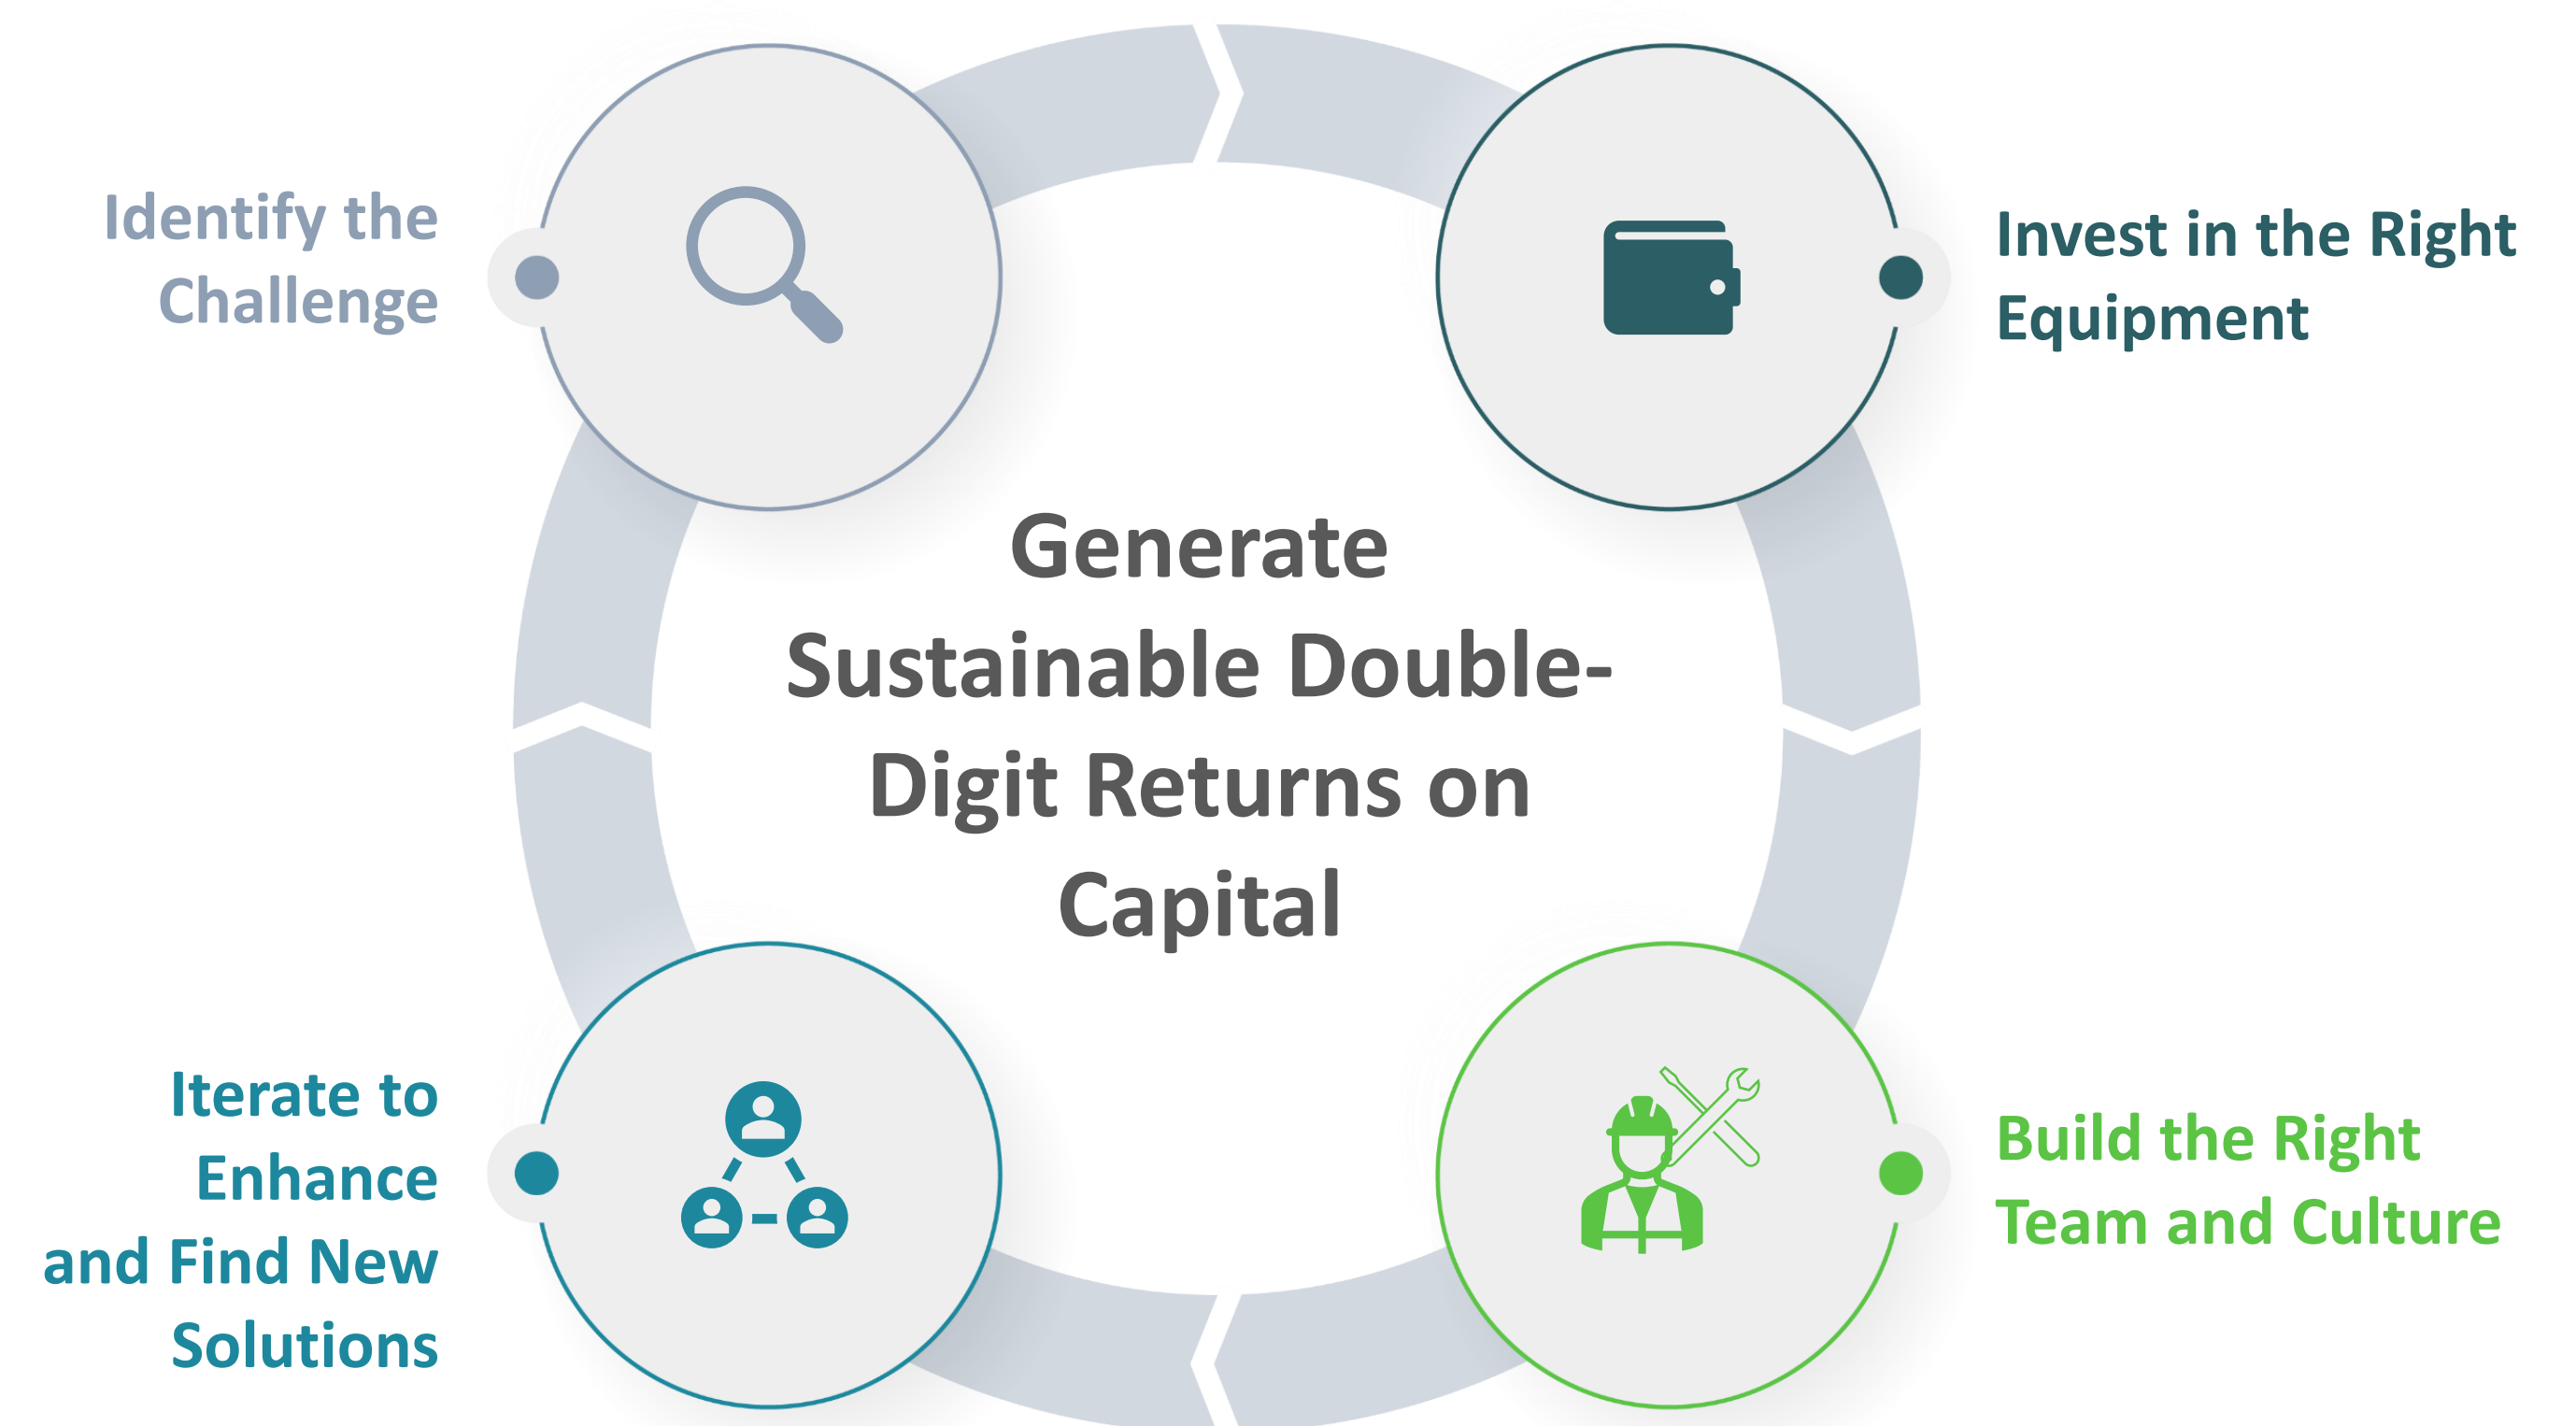 Identify the
Challenge
Invest in the Right
Equipment
Generate
Sustainable Double-
Digit Returns on
Capital
Iterate to
Enhance
and Find New
Solutions
Build the Right
Team and Culture